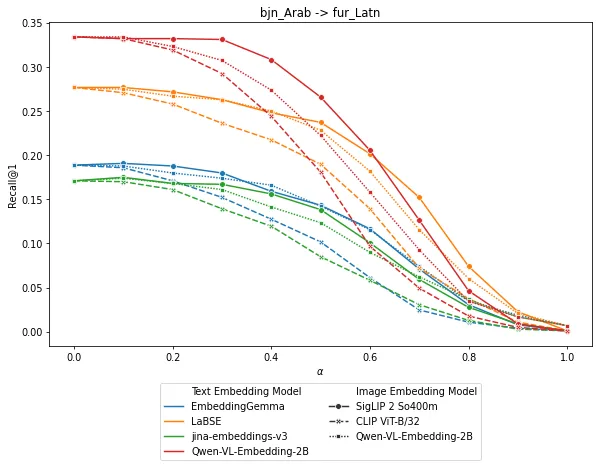 bjn_Arab -> fur_Latn
Recall@1
0.35
0.30
0.25
0.20
0.15
0.10
0.05
0.00
0.0 0.2 0.4 0.6 0.8 1.0
α
Text Embedding Model Image Embedding Model
EmbeddingGemma SigLIP 2 So400m
LaBSE CLIP ViT-B/32
jina-embeddings-v3 Qwen-VL-Embedding-2B
Qwen-VL-Embedding-2B